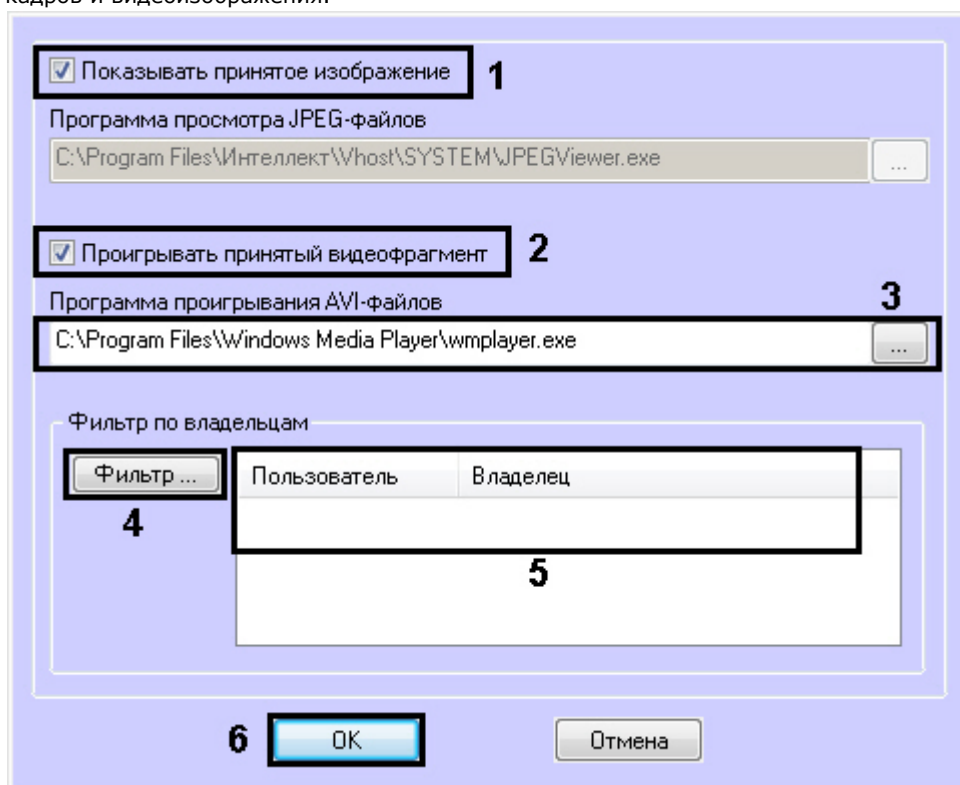 кадров и видеоизображения.
Показывать принятое изображение 1
Программа просмотра JPEG-файлов
C:\Program Files\Интеллект\Vhost\SYSTEM\JPEGViewer.exe ...
Проигрывать принятый видеофрагмент 2
Программа проигрывания AVI-файлов 3
C:\Program Files\Windows Media Player\wmplayer.exe ...
Фильтр по владельцам
Фильтр ... Пользователь Владелец
4
5
6 OK Отмена